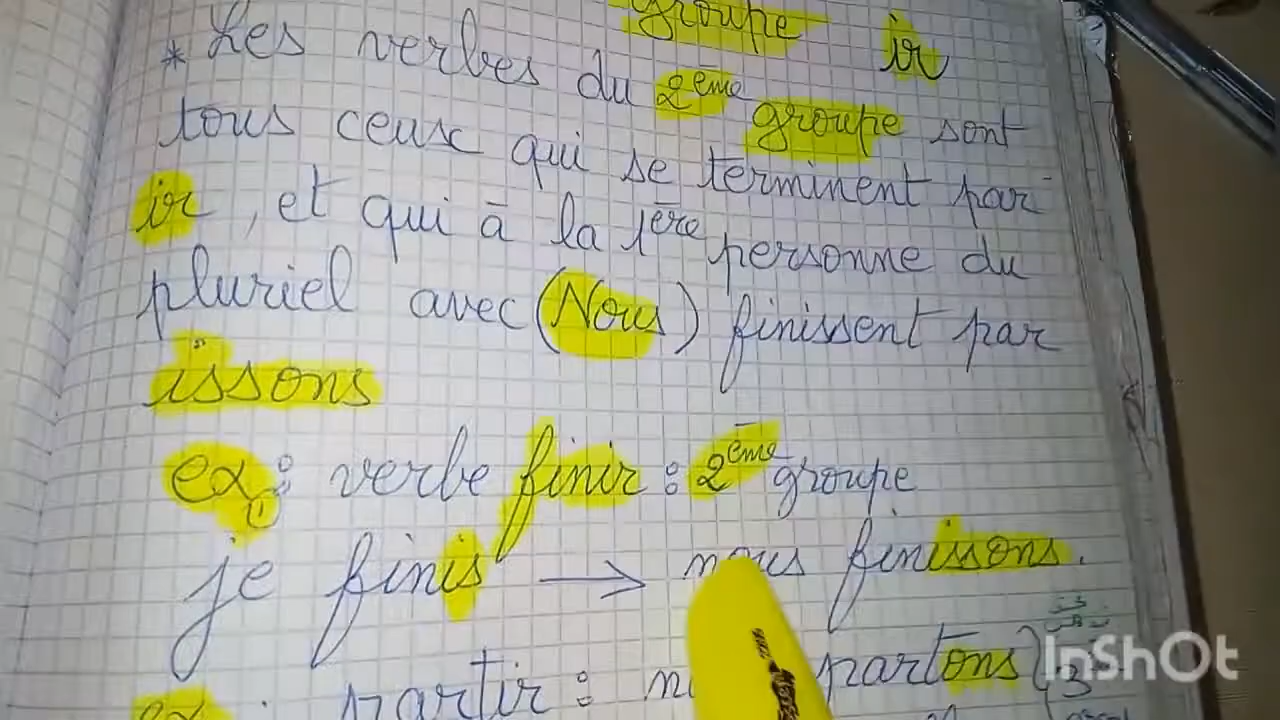 groupe ir
* Les verbes du 2ème groupe sont
tous ceux qui se terminent par
ir, et qui à la 1ère personne du
pluriel avec (Nous) finissent par
issons
ex: verbe finir : 2ème groupe
je finis → nous finissons.
ex: partir : partons } 3
InShOt